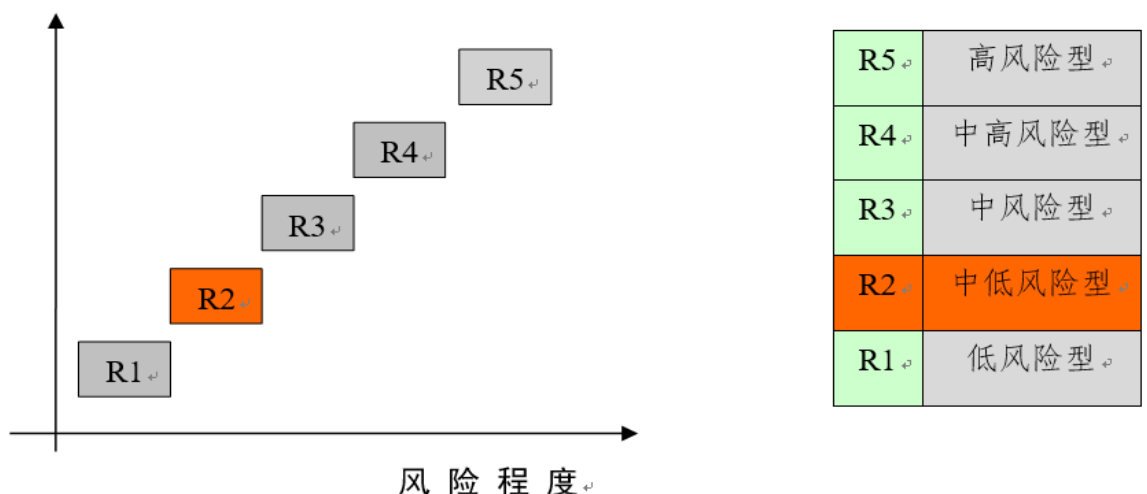 R5
R4
R3
R2
R1
风险程度
R5 高风险型
R4 中高风险型
R3 中风险型
R2 中低风险型
R1 低风险型